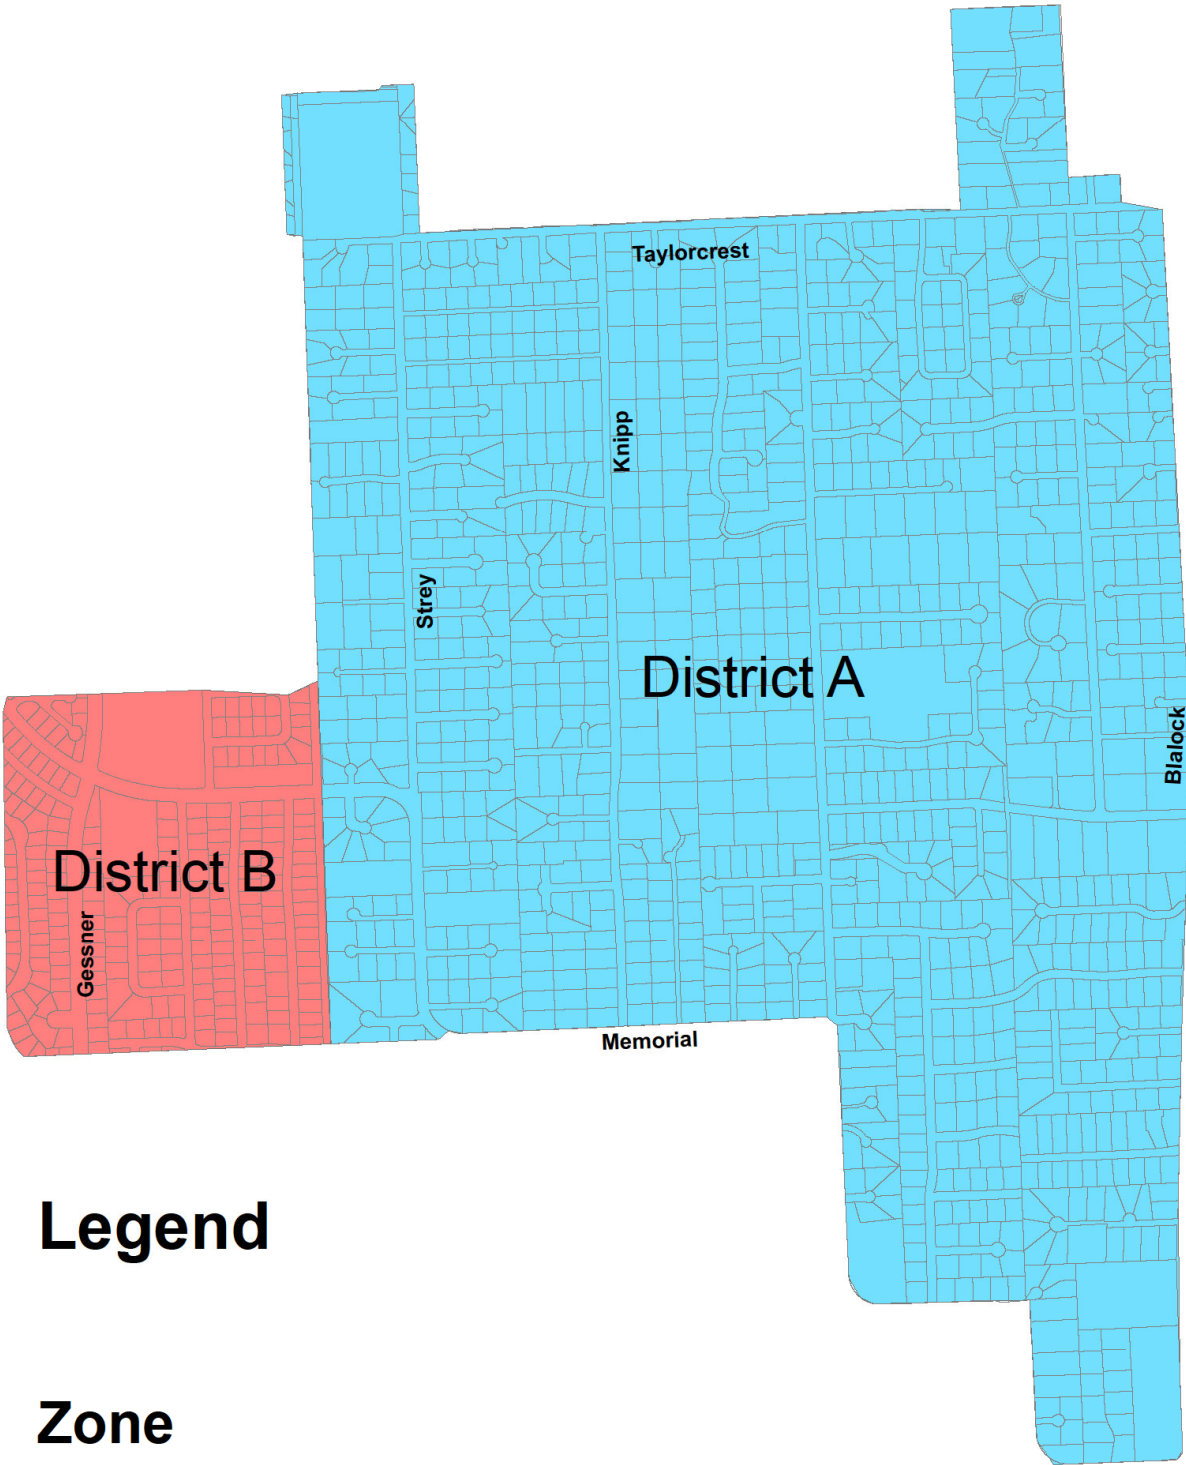 Taylorcrest
Knipp
Strey
District A
Blalock
District B
Gessner
Memorial
Legend
Zone